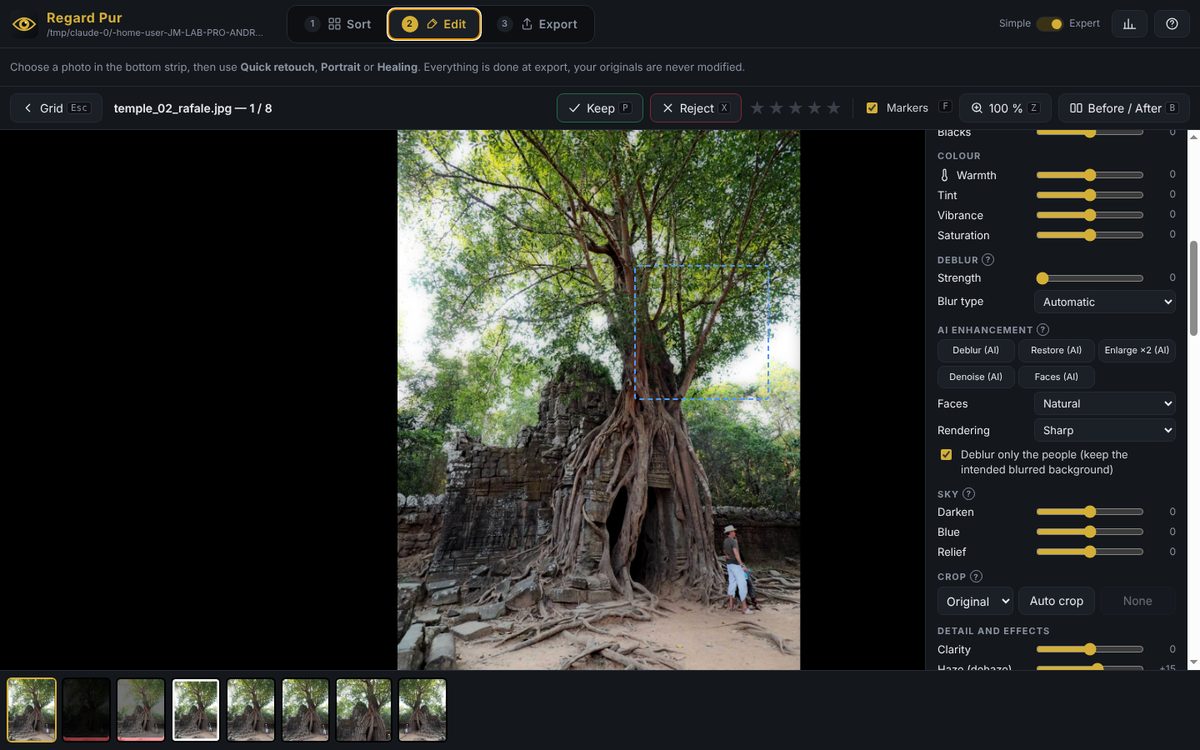 Regard Pur
/tmp/claude-0/-home-user-JM-LAB-PRO-ANDR...
1 Sort
2 Edit
3 Export
Simple Expert
Choose a photo in the bottom strip, then use Quick retouch, Portrait or Healing. Everything is done at export, your originals are never modified.
Grid Esc
temple_02_rafale.jpg — 1 / 8
Keep P
Reject X
Markers F
100 % Z
Before / After B
Blacks 0
COLOUR
Warmth 0
Tint 0
Vibrance 0
Saturation 0
DEBLUR ?
Strength 0
Blur type Automatic
AI ENHANCEMENT ?
Deblur (AI) Restore (AI) Enlarge ×2 (AI)
Denoise (AI) Faces (AI)
Faces Natural
Rendering Sharp
Deblur only the people (keep the
intended blurred background)
SKY ?
Darken 0
Blue 0
Relief 0
CROP ?
Original Auto crop None
DETAIL AND EFFECTS
Clarity 0
Haze (dehaze) +15